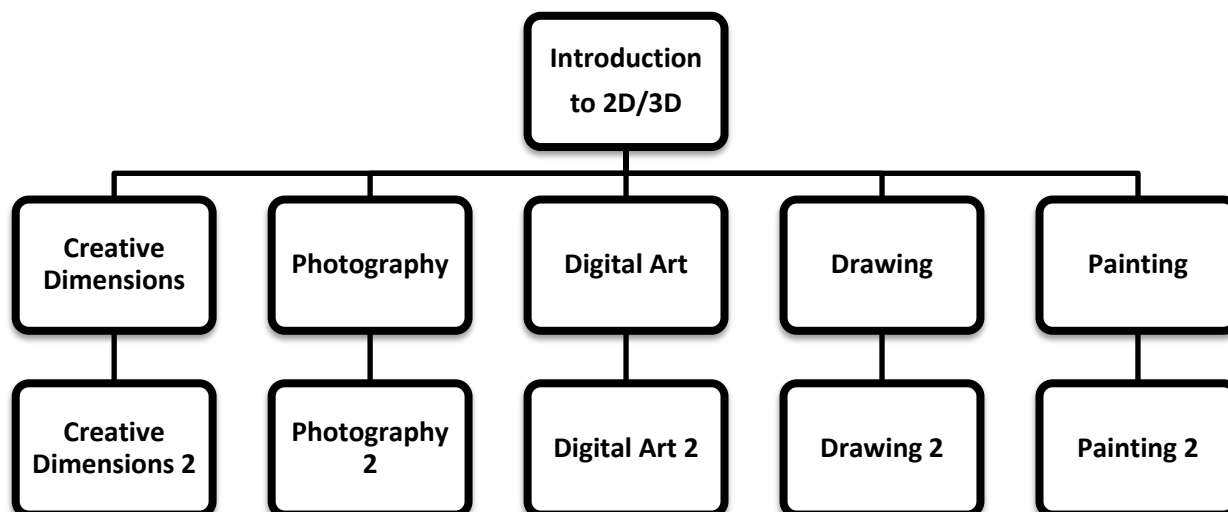 Introduction
to 2D/3D
Creative
Dimensions
Photography
Digital Art
Drawing
Painting
Creative
Dimensions 2
Photography
2
Digital Art 2
Drawing 2
Painting 2